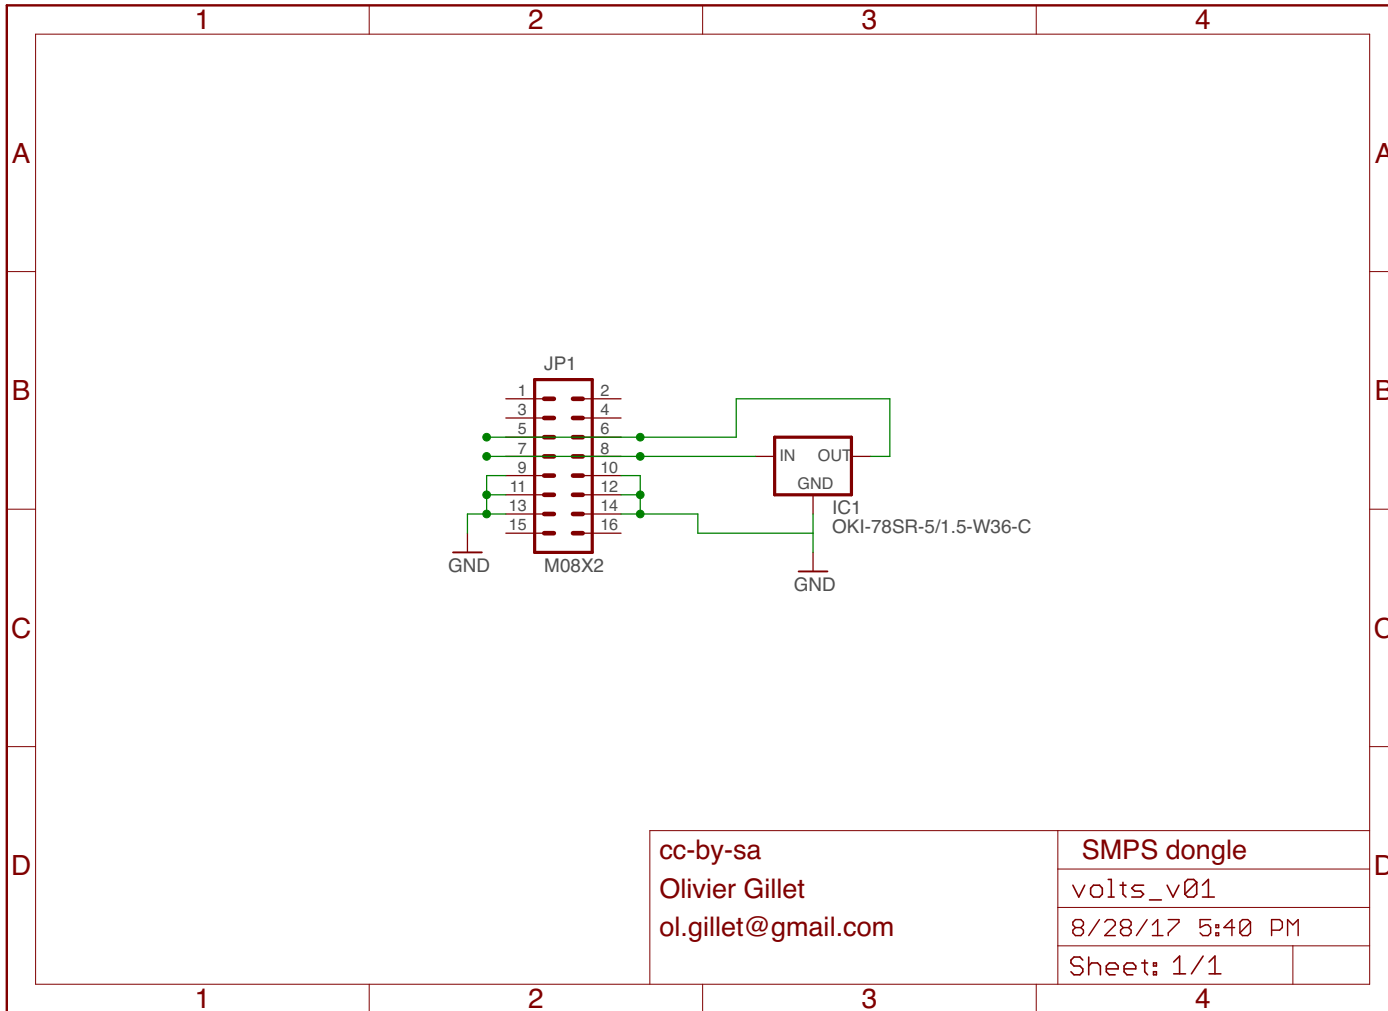 1 2 3 4
A A
B B
C C
D D
JP1
1 2
3 4
5 6
7 8
9 10
11 12
13 14
15 16
M08X2
GND
IN OUT
GND
IC1
OKI-78SR-5/1.5-W36-C
GND
cc-by-sa
Olivier Gillet
ol.gillet@gmail.com
SMPS dongle
volts_v01
8/28/17 5:40 PM
Sheet: 1/1
1 2 3 4